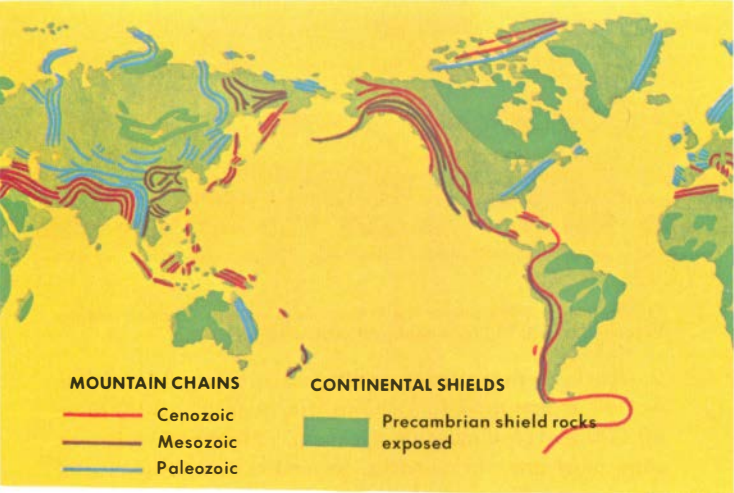 MOUNTAIN CHAINS
Cenozoic
Mesozoic
Paleozoic
CONTINENTAL SHIELDS
Precambrian shield rocks
exposed